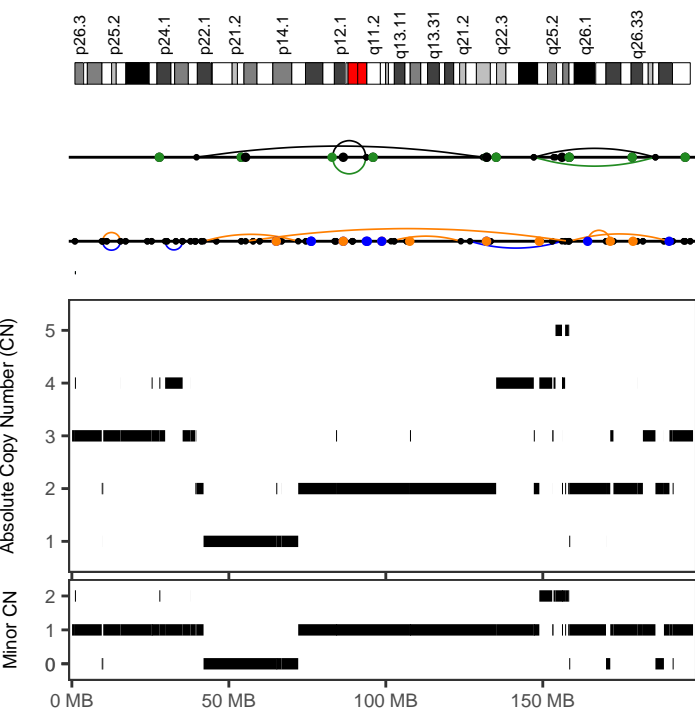 p26.3 p25.2 p24.1 p22.1 p21.2 p14.1 p12.1 q11.2 q13.11 q13.31 q21.2 q22.3 q25.2 q26.1 q26.33
Absolute Copy Number (CN)
5
4
3
2
1
Minor CN
2
1
0
0 MB 50 MB 100 MB 150 MB